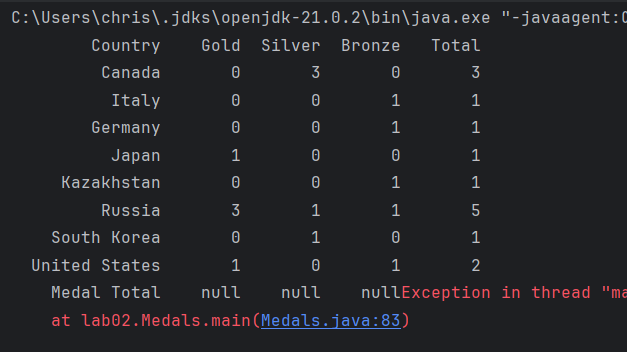 C:\Users\chris\.jdks\openjdk-21.0.2\bin\java.exe "-javaagent:
Country Gold Silver Bronze Total
Canada 0 3 0 3
Italy 0 0 1 1
Germany 0 0 1 1
Japan 1 0 0 1
Kazakhstan 0 0 1 1
Russia 3 1 1 5
South Korea 0 1 0 1
United States 1 0 1 2
Medal Total null null nullException in thread "ma
at lab02.Medals.main(Medals.java:83)